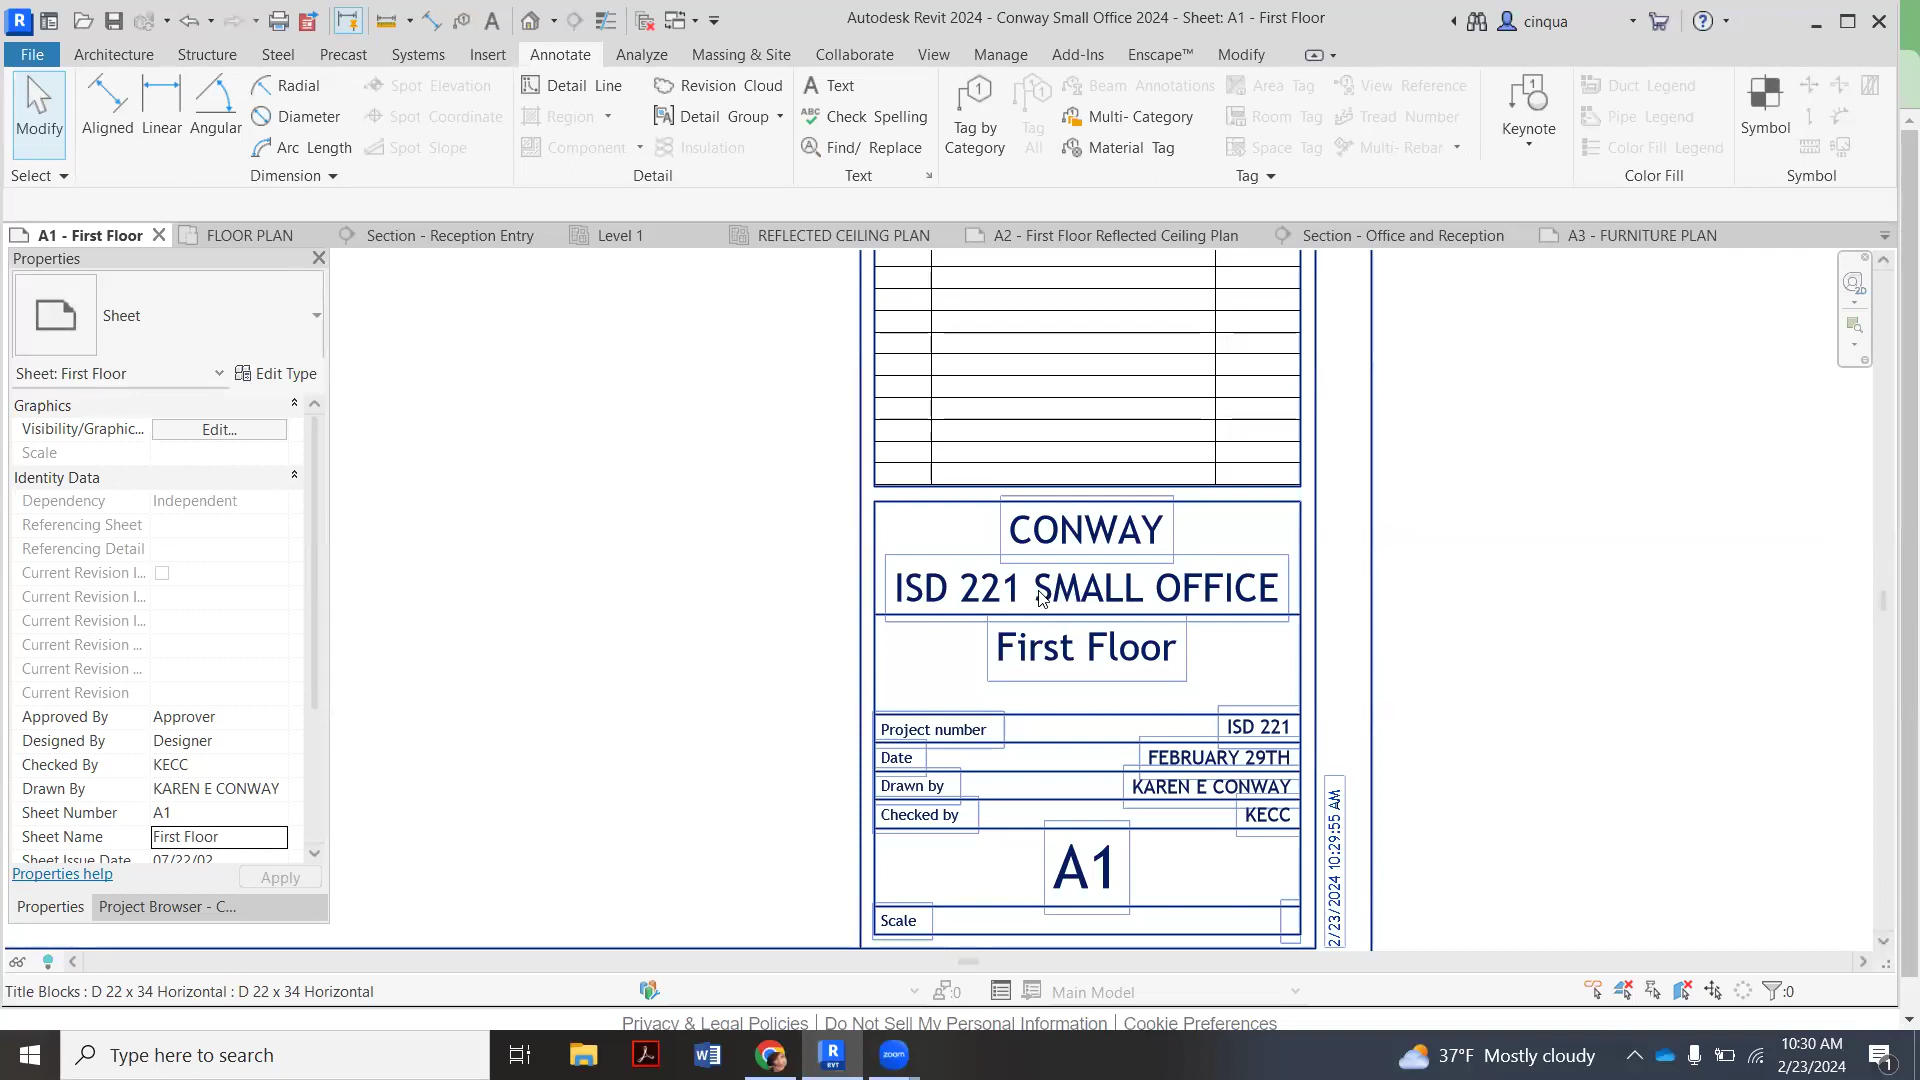 Autodesk Revit 2024 - Conway Small Office 2024 - Sheet: A1 - First Floor
cinqua
File Architecture Structure Steel Precast Systems Insert Annotate Analyze Massing & Site Collaborate View Manage Add-Ins Enscape™ Modify
Modify
Select
Aligned
Linear
Angular
Radial
Diameter
Arc Length
Spot Elevation
Spot Coordinate
Spot Slope
Dimension
Detail Line
Region
Component
Revision Cloud
Detail Group
Insulation
Detail
Text
Check Spelling
Find/ Replace
Text
Tag by
Category
Tag
All
Beam Annotations
Multi- Category
Material Tag
Area Tag
Room Tag
Space Tag
View Reference
Tread Number
Multi- Rebar
Tag
Keynote
Duct Legend
Pipe Legend
Color Fill Legend
Color Fill
Symbol
Symbol
A1 - First Floor
FLOOR PLAN
Section - Reception Entry
Level 1
REFLECTED CEILING PLAN
A2 - First Floor Reflected Ceiling Plan
Section - Office and Reception
A3 - FURNITURE PLAN
Properties
Sheet
Sheet: First Floor
Edit Type
Graphics
Visibility/Graphic... Edit...
Scale
Identity Data
Dependency Independent
Referencing Sheet
Referencing Detail
Current Revision I...
Current Revision I...
Current Revision I...
Current Revision ...
Current Revision ...
Current Revision
Approved By Approver
Designed By Designer
Checked By KECC
Drawn By KAREN E CONWAY
Sheet Number A1
Sheet Name First Floor
Sheet Issue Date 07/22/02
Properties help
Apply
Properties
Project Browser - C...
CONWAY
ISD 221 SMALL OFFICE
First Floor
Project number ISD 221
Date FEBRUARY 29TH
Drawn by KAREN E CONWAY
Checked by KECC
A1
Scale
2/23/2024 10:29:55 AM
2D
Title Blocks : D 22 x 34 Horizontal : D 22 x 34 Horizontal
:0
Main Model
:0
Privacy & Legal Policies | Do Not Sell My Personal Information | Cookie Preferences
Type here to search
zoom
37°F Mostly cloudy
10:30 AM
2/23/2024
1